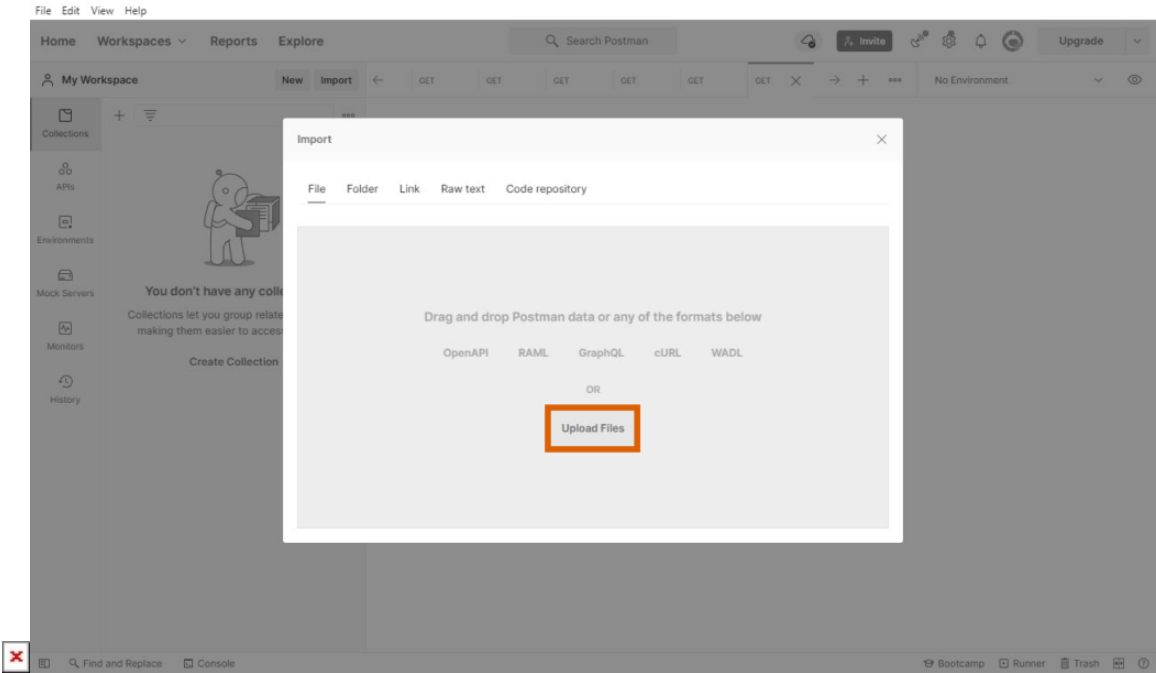 File Edit View Help
Home Workspaces Reports Explore Search Postman Invite Upgrade
My Workspace New Import GET GET GET GET GET GET No Environment
Collections
APIs
Environments
Mock Servers
Monitors
History
You don't have any colle
Collections let you group relate
making them easier to acces
Create Collection
Import
File Folder Link Raw text Code repository
Drag and drop Postman data or any of the formats below
OpenAPI RAML GraphQL cURL WADL
OR
Upload Files
Find and Replace Console Bootcamp Runner Trash